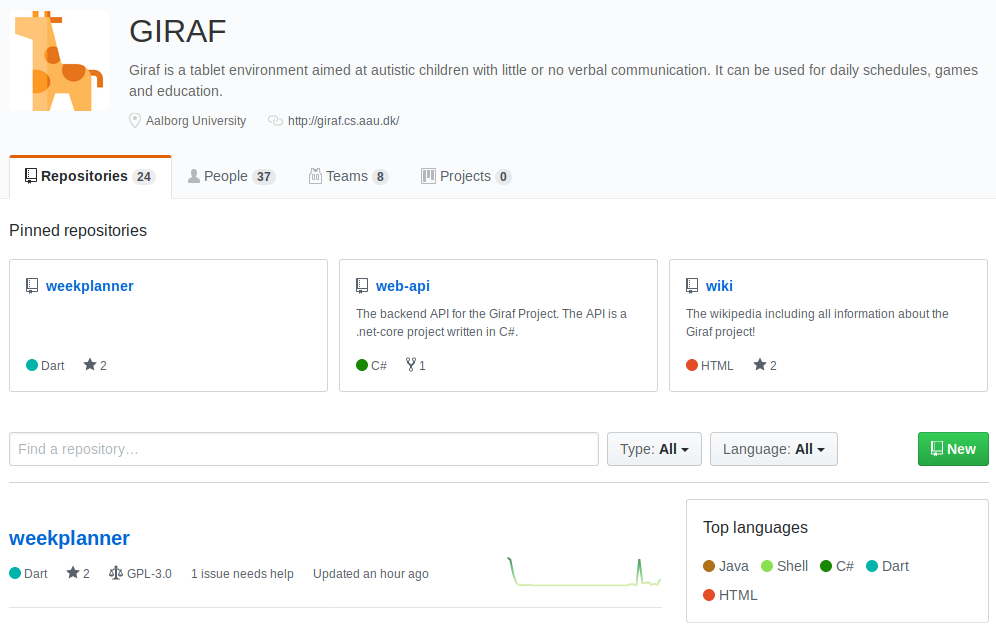 GIRAF
Giraf is a tablet environment aimed at autistic children with little or no verbal communication. It can be used for daily schedules, games
and education.
Aalborg University http://giraf.cs.aau.dk/
Repositories 24 People 37 Teams 8 Projects 0
Pinned repositories
weekplanner
Dart 2
web-api
The backend API for the Giraf Project. The API is a
.net-core project written in C#.
C# 1
wiki
The wikipedia including all information about the
Giraf project!
HTML 2
Find a repository… Type: All Language: All New
weekplanner
Dart 2 GPL-3.0 1 issue needs help Updated an hour ago
Top languages
Java Shell C# Dart
HTML